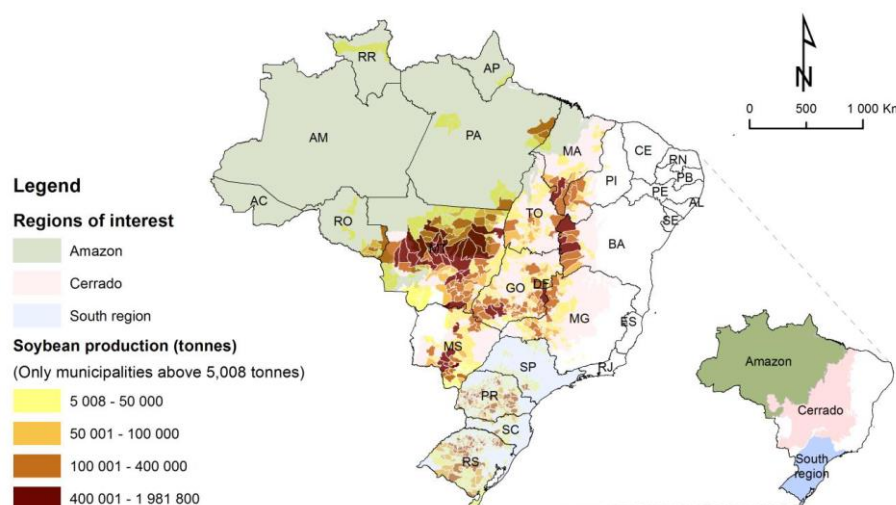 RR
AP
AM
PA
MA
CE
RN
PB
PI
PE
AL
SE
AC
RO
TO
BA
MT
GO
DF
MG
ES
MS
SP
RJ
PR
SC
RS
N
0 500 1 000 Km
Legend
Regions of interest
Amazon
Cerrado
South region
Soybean production (tonnes)
(Only municipalities above 5,008 tonnes)
5 008 - 50 000
50 001 - 100 000
100 001 - 400 000
400 001 - 1 981 800
Amazon
Cerrado
South
region